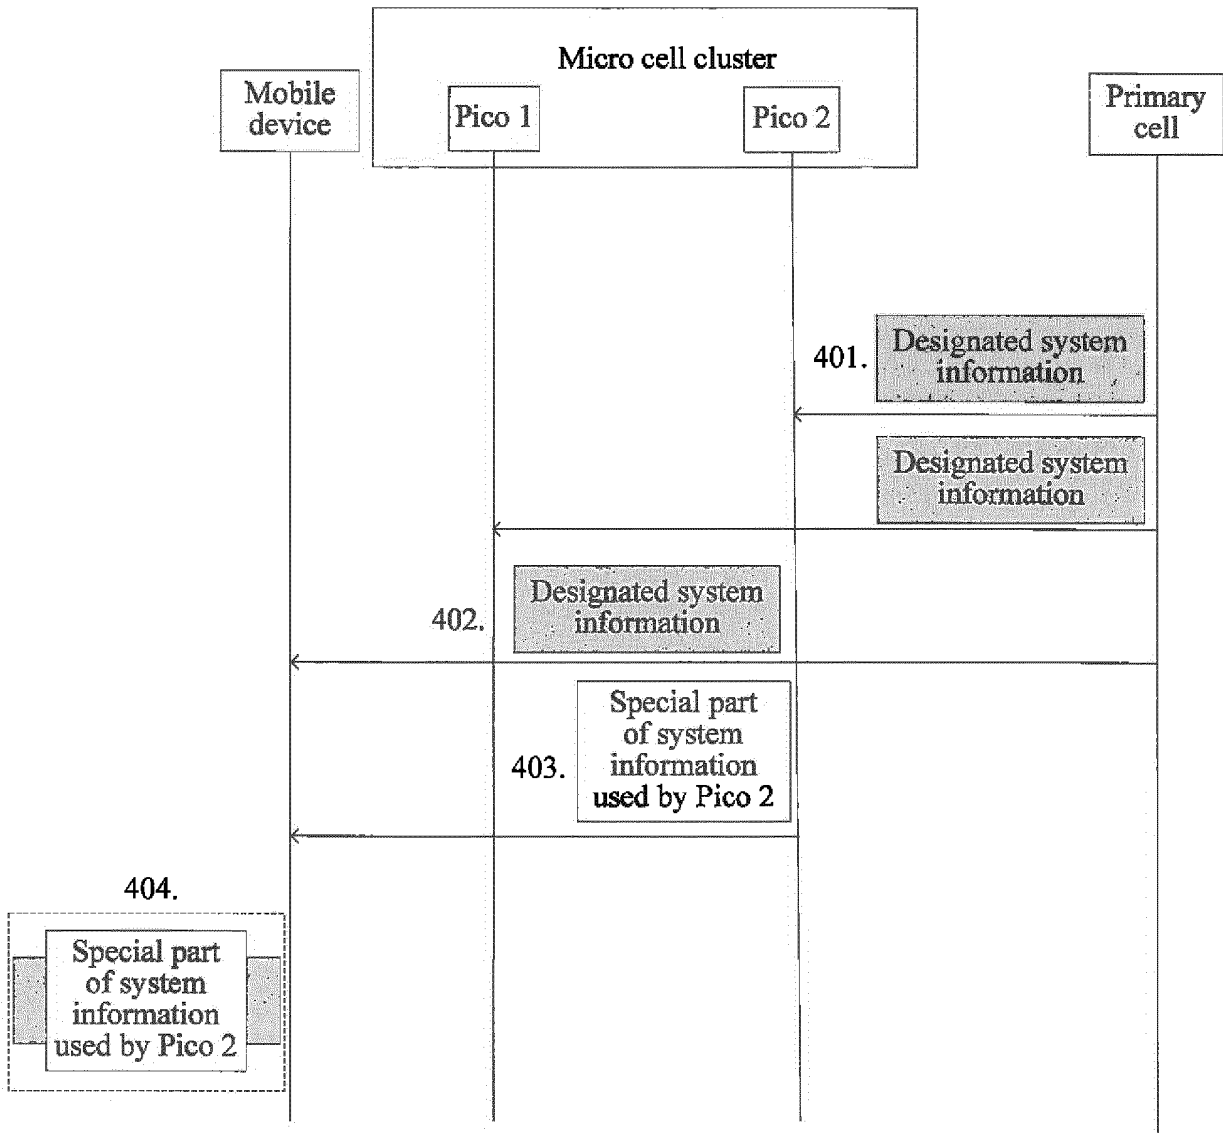 Micro cell cluster
Mobile
device
Pico 1
Pico 2
Primary
cell
401.
Designated system
information
Designated system
information
402.
Designated system
information
403.
Special part
of system
information
used by Pico 2
404.
Special part
of system
information
used by Pico 2